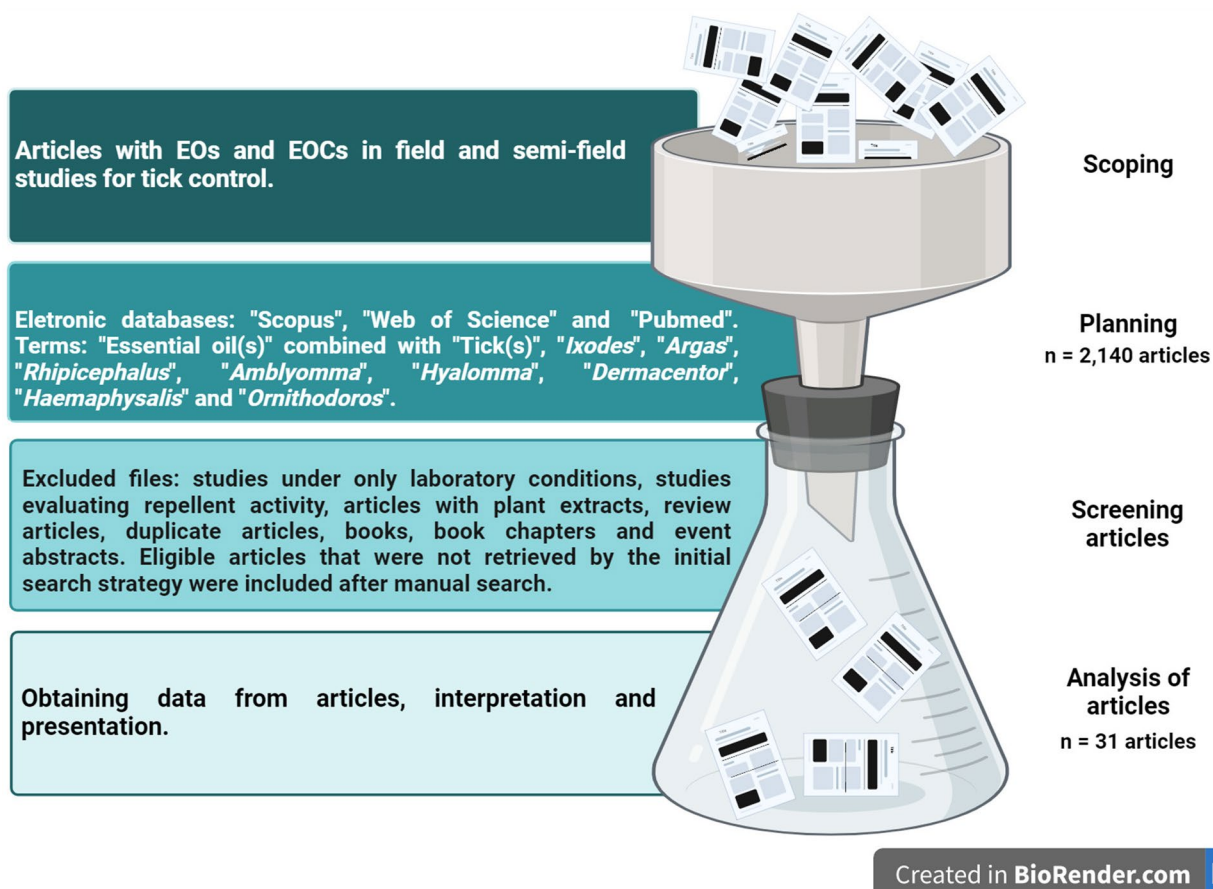 Articles with EOs and EOCs in field and semi-field
studies for tick control.
Scoping
Eletronic databases: "Scopus", "Web of Science" and "Pubmed".
Terms: "Essential oil(s)" combined with "Tick(s)", "Ixodes", "Argas",
"Rhipicephalus", "Amblyomma", "Hyalomma", "Dermacentor",
"Haemaphysalis" and "Ornithodoros".
Planning
n = 2,140 articles
Excluded files: studies under only laboratory conditions, studies
evaluating repellent activity, articles with plant extracts, review
articles, duplicate articles, books, book chapters and event
abstracts. Eligible articles that were not retrieved by the initial
search strategy were included after manual search.
Screening
articles
Obtaining data from articles, interpretation and
presentation.
Analysis of
articles
n = 31 articles
Created in BioRender.com